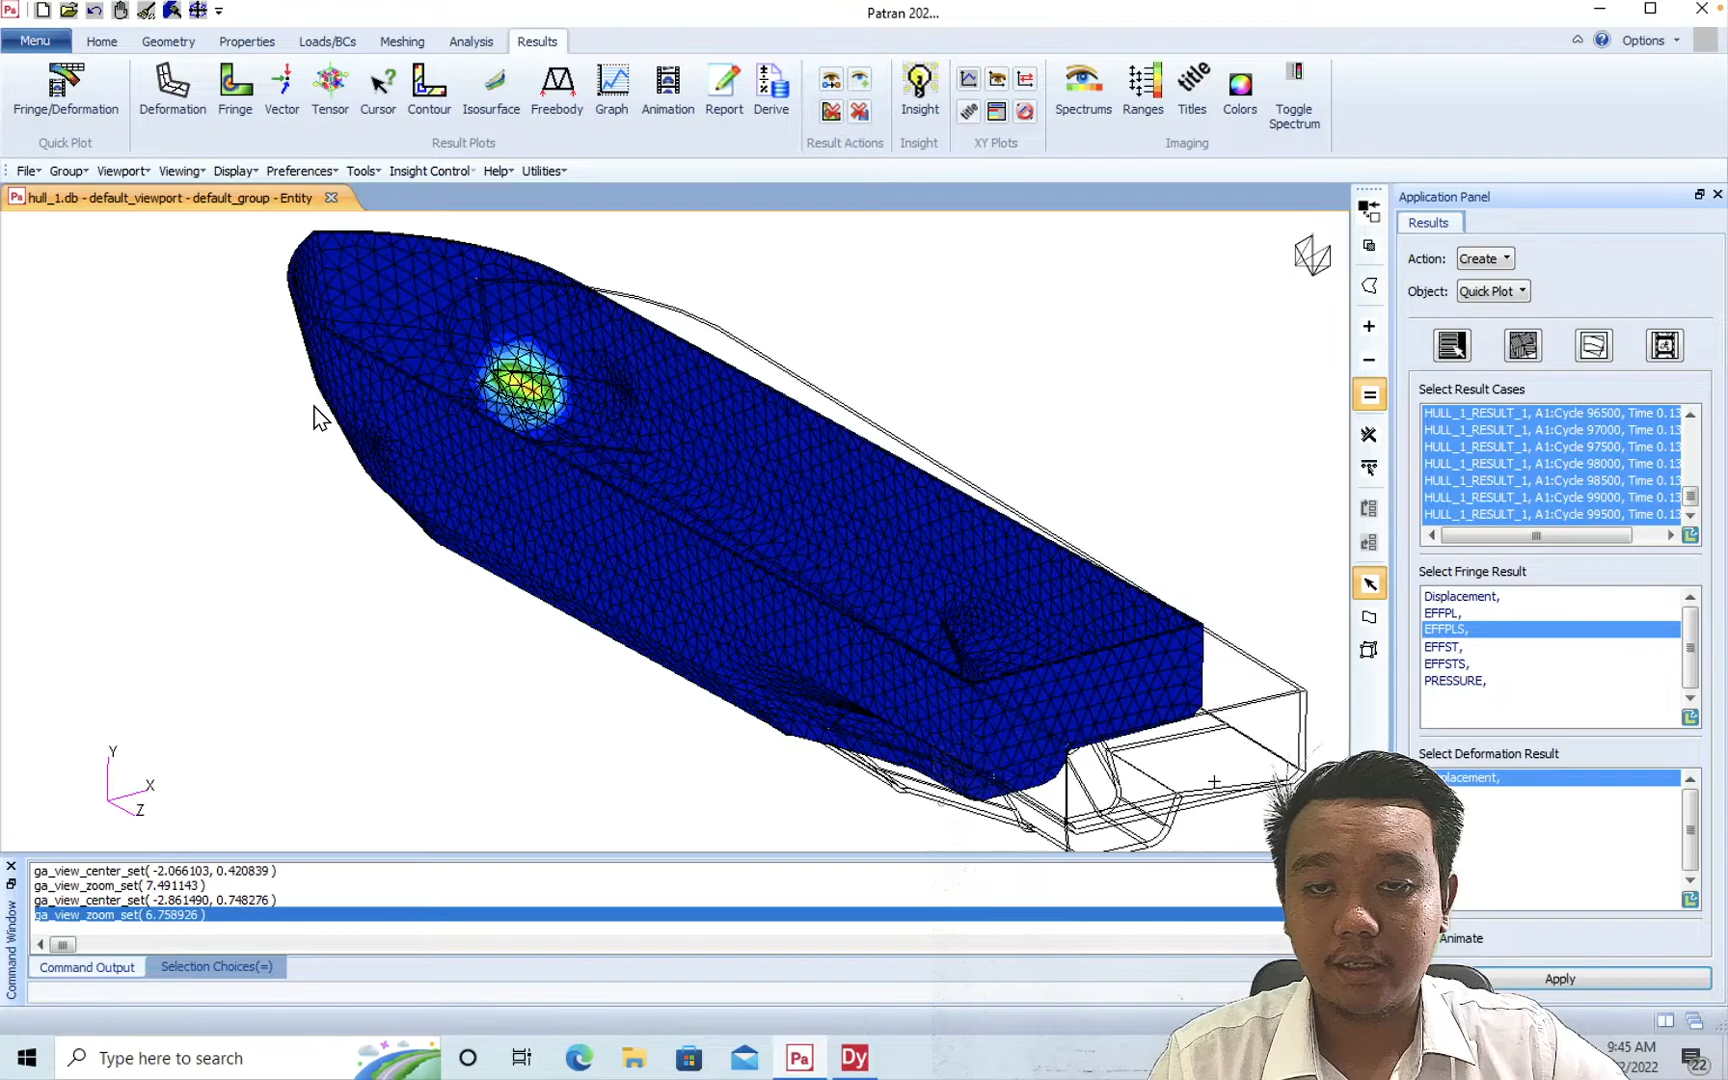 Pa
Patran 202...
Menu Home Geometry Properties Loads/BCs Meshing Analysis Results Options
Fringe/Deformation Deformation Fringe Vector Tensor Cursor Contour Isosurface Freebody Graph Animation Report Derive Insight Spectrums Ranges Titles Colors Toggle
Spectrum
Quick Plot Result Plots Result Actions Insight XY Plots Imaging
File Group Viewport Viewing Display Preferences Tools Insight Control Help Utilities
Pa hull_1.db - default_viewport - default_group - Entity
Application Panel
Results
Action: Create
Object: Quick Plot
Select Result Cases
HULL_1_RESULT_1, A1:Cycle 96500, Time 0.13
HULL_1_RESULT_1, A1:Cycle 97000, Time 0.13
HULL_1_RESULT_1, A1:Cycle 97500, Time 0.13
HULL_1_RESULT_1, A1:Cycle 98000, Time 0.13
HULL_1_RESULT_1, A1:Cycle 98500, Time 0.13
HULL_1_RESULT_1, A1:Cycle 99000, Time 0.13
HULL_1_RESULT_1, A1:Cycle 99500, Time 0.13
Select Fringe Result
Displacement,
EFFPL,
EFFPLS,
EFFST,
EFFSTS,
PRESSURE,
Select Deformation Result
Animate
Apply
Y
X
Z
ga_view_center_set( -2.066103, 0.420839 )
ga_view_zoom_set( 7.491143 )
ga_view_center_set( -2.861490, 0.748276 )
ga_view_zoom_set( 6.758926 )
Command Window
Command Output Selection Choices(=)
Type here to search
Pa Dy
9:45 AM
/2022
22